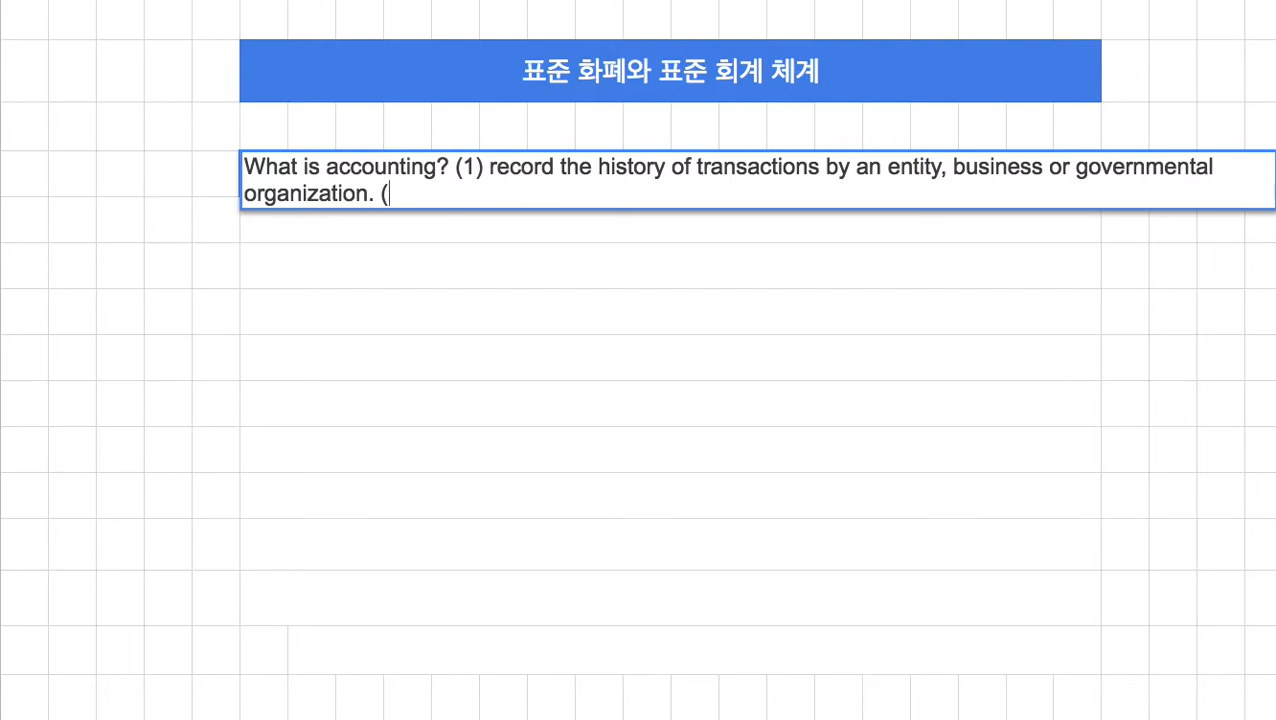 표준 화폐와 표준 회계 체계
What is accounting? (1) record the history of transactions by an entity, business or governmental
organization. (